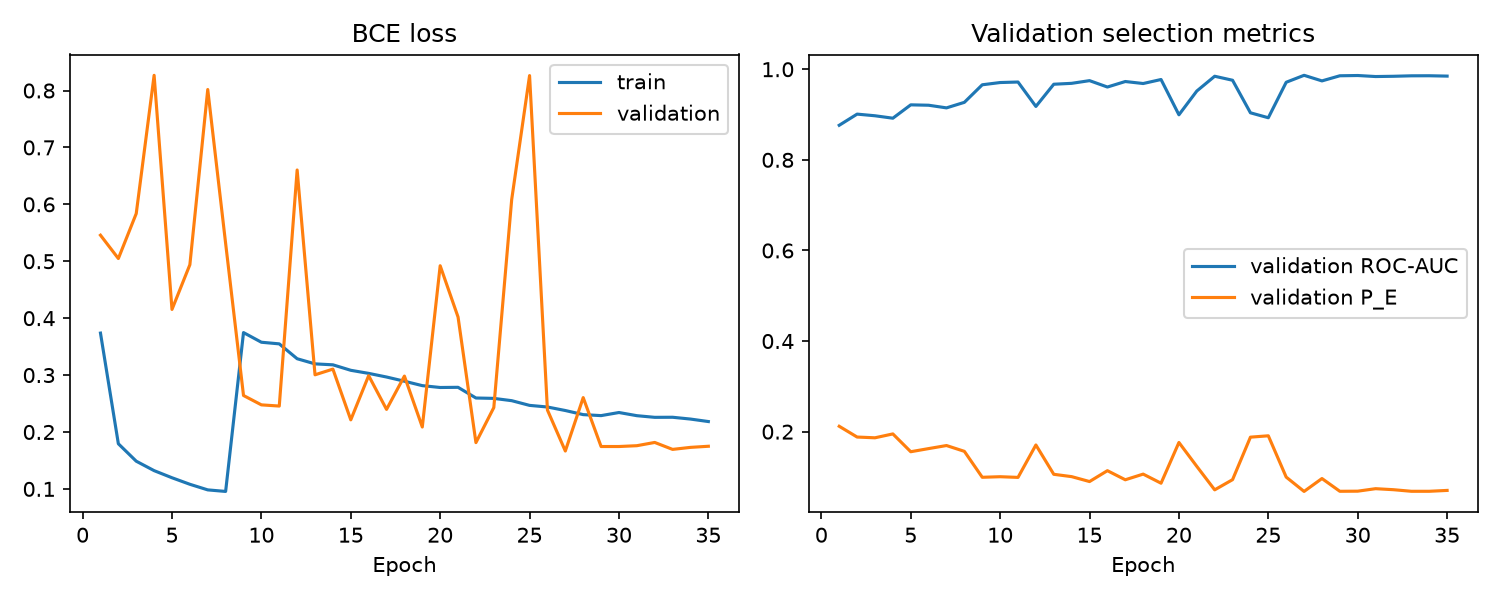 BCE loss
0.8
0.7
0.6
0.5
0.4
0.3
0.2
0.1
0 5 10 15 20 25 30 35
Epoch
train
validation
Validation selection metrics
1.0
0.8
0.6
0.4
0.2
0 5 10 15 20 25 30 35
Epoch
validation ROC-AUC
validation P_E